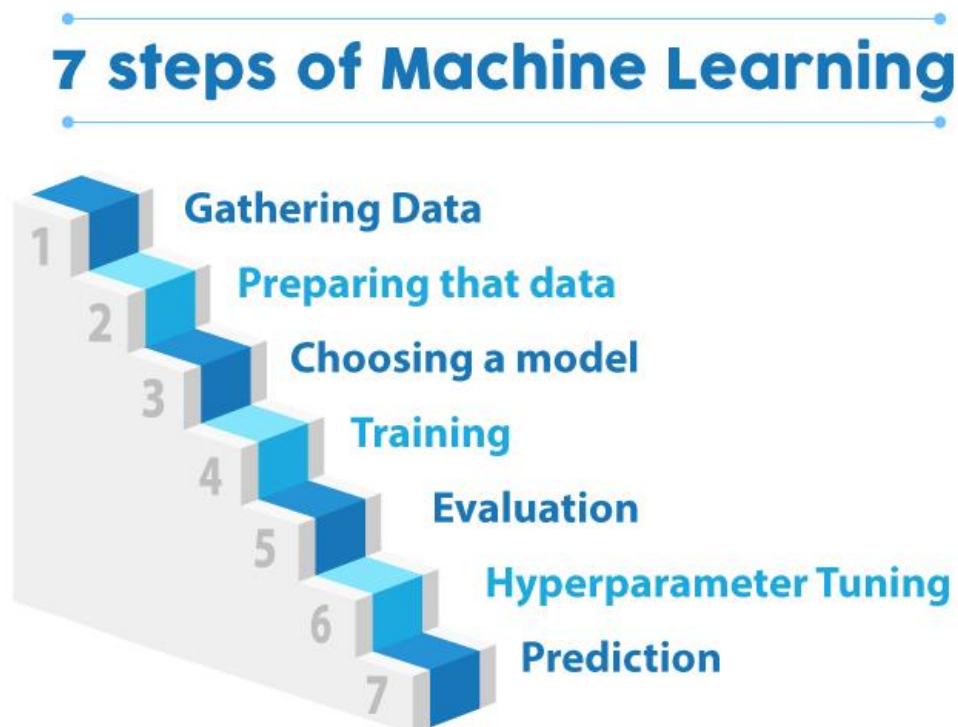 7 steps of Machine Learning
1
Gathering Data
2
Preparing that data
3
Choosing a model
4
Training
5
Evaluation
6
Hyperparameter Tuning
7
Prediction